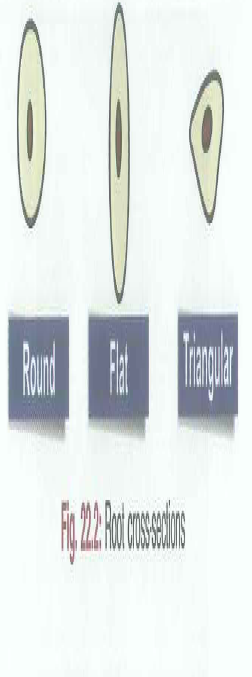 Round Flat Triangular
Fig. 22.2: Root cross-sections